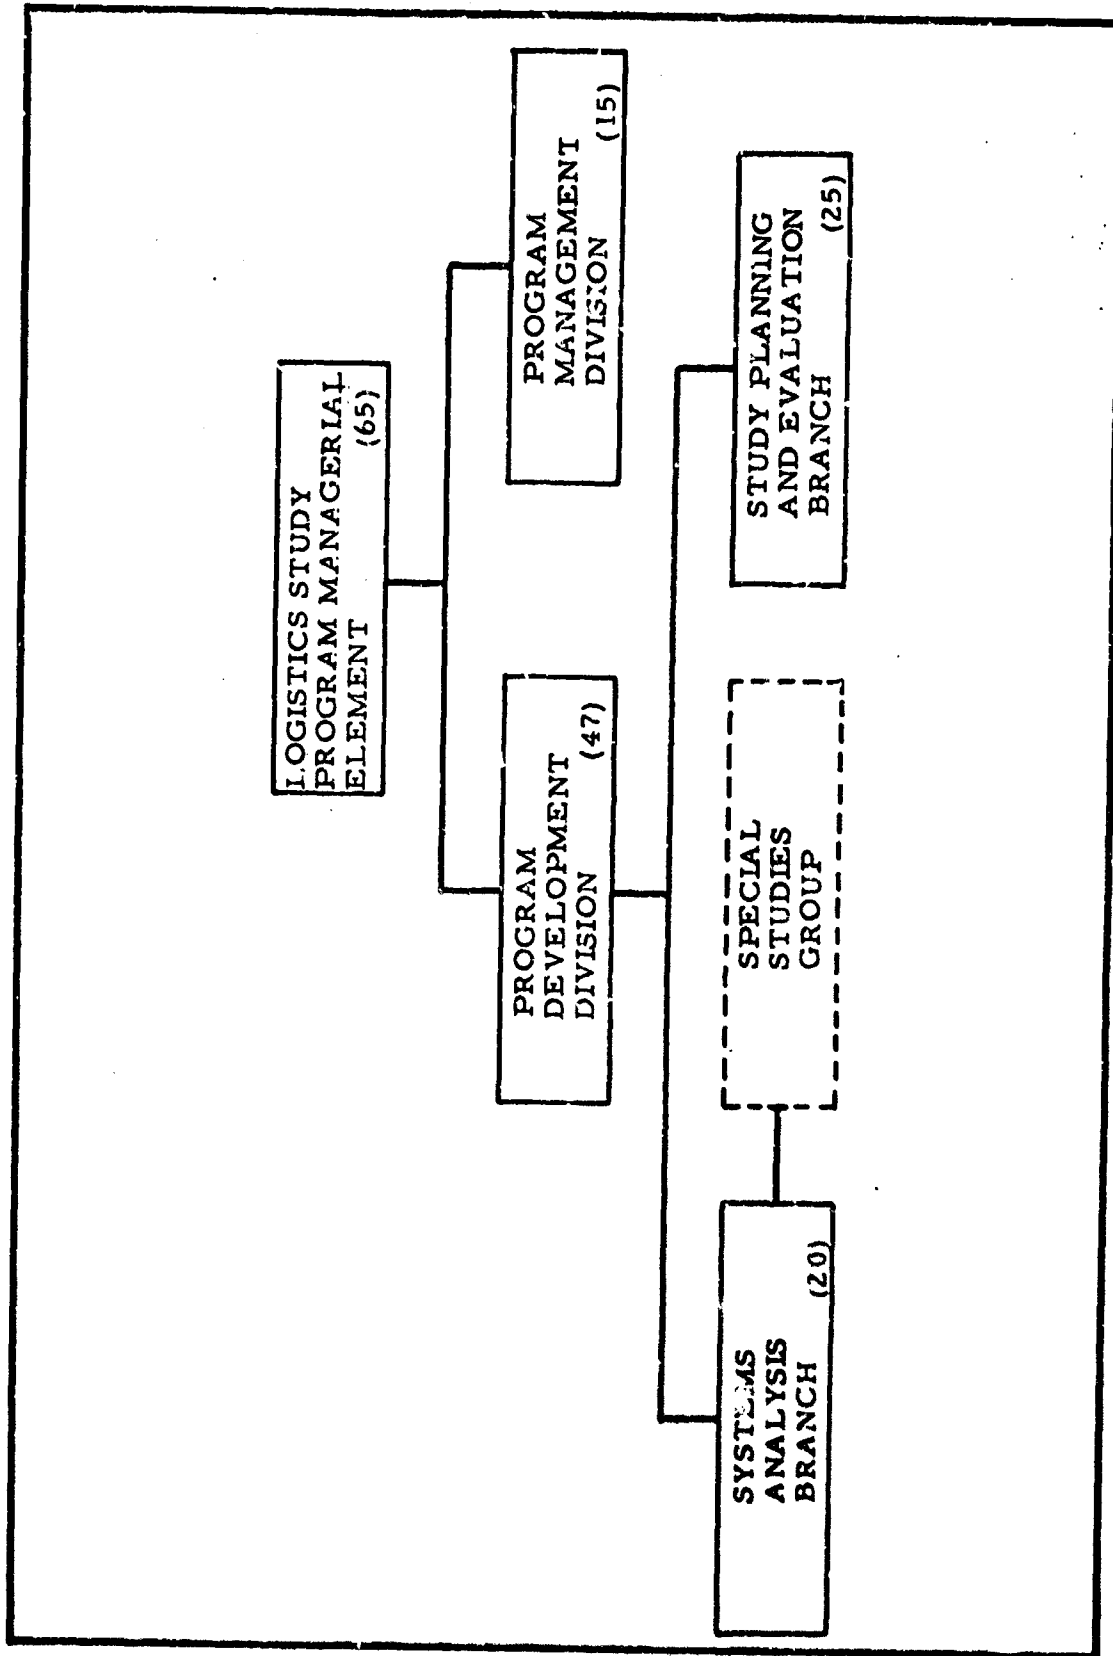 LOGISTICS STUDY
PROGRAM MANAGERIAL
ELEMENT
(65)
PROGRAM
DEVELOPMENT
DIVISION
(47)
PROGRAM
MANAGEMENT
DIVISION
(15)
SYSTEMS
ANALYSIS
BRANCH
(20)
SPECIAL
STUDIES
GROUP
STUDY PLANNING
AND EVALUATION
BRANCH
(25)